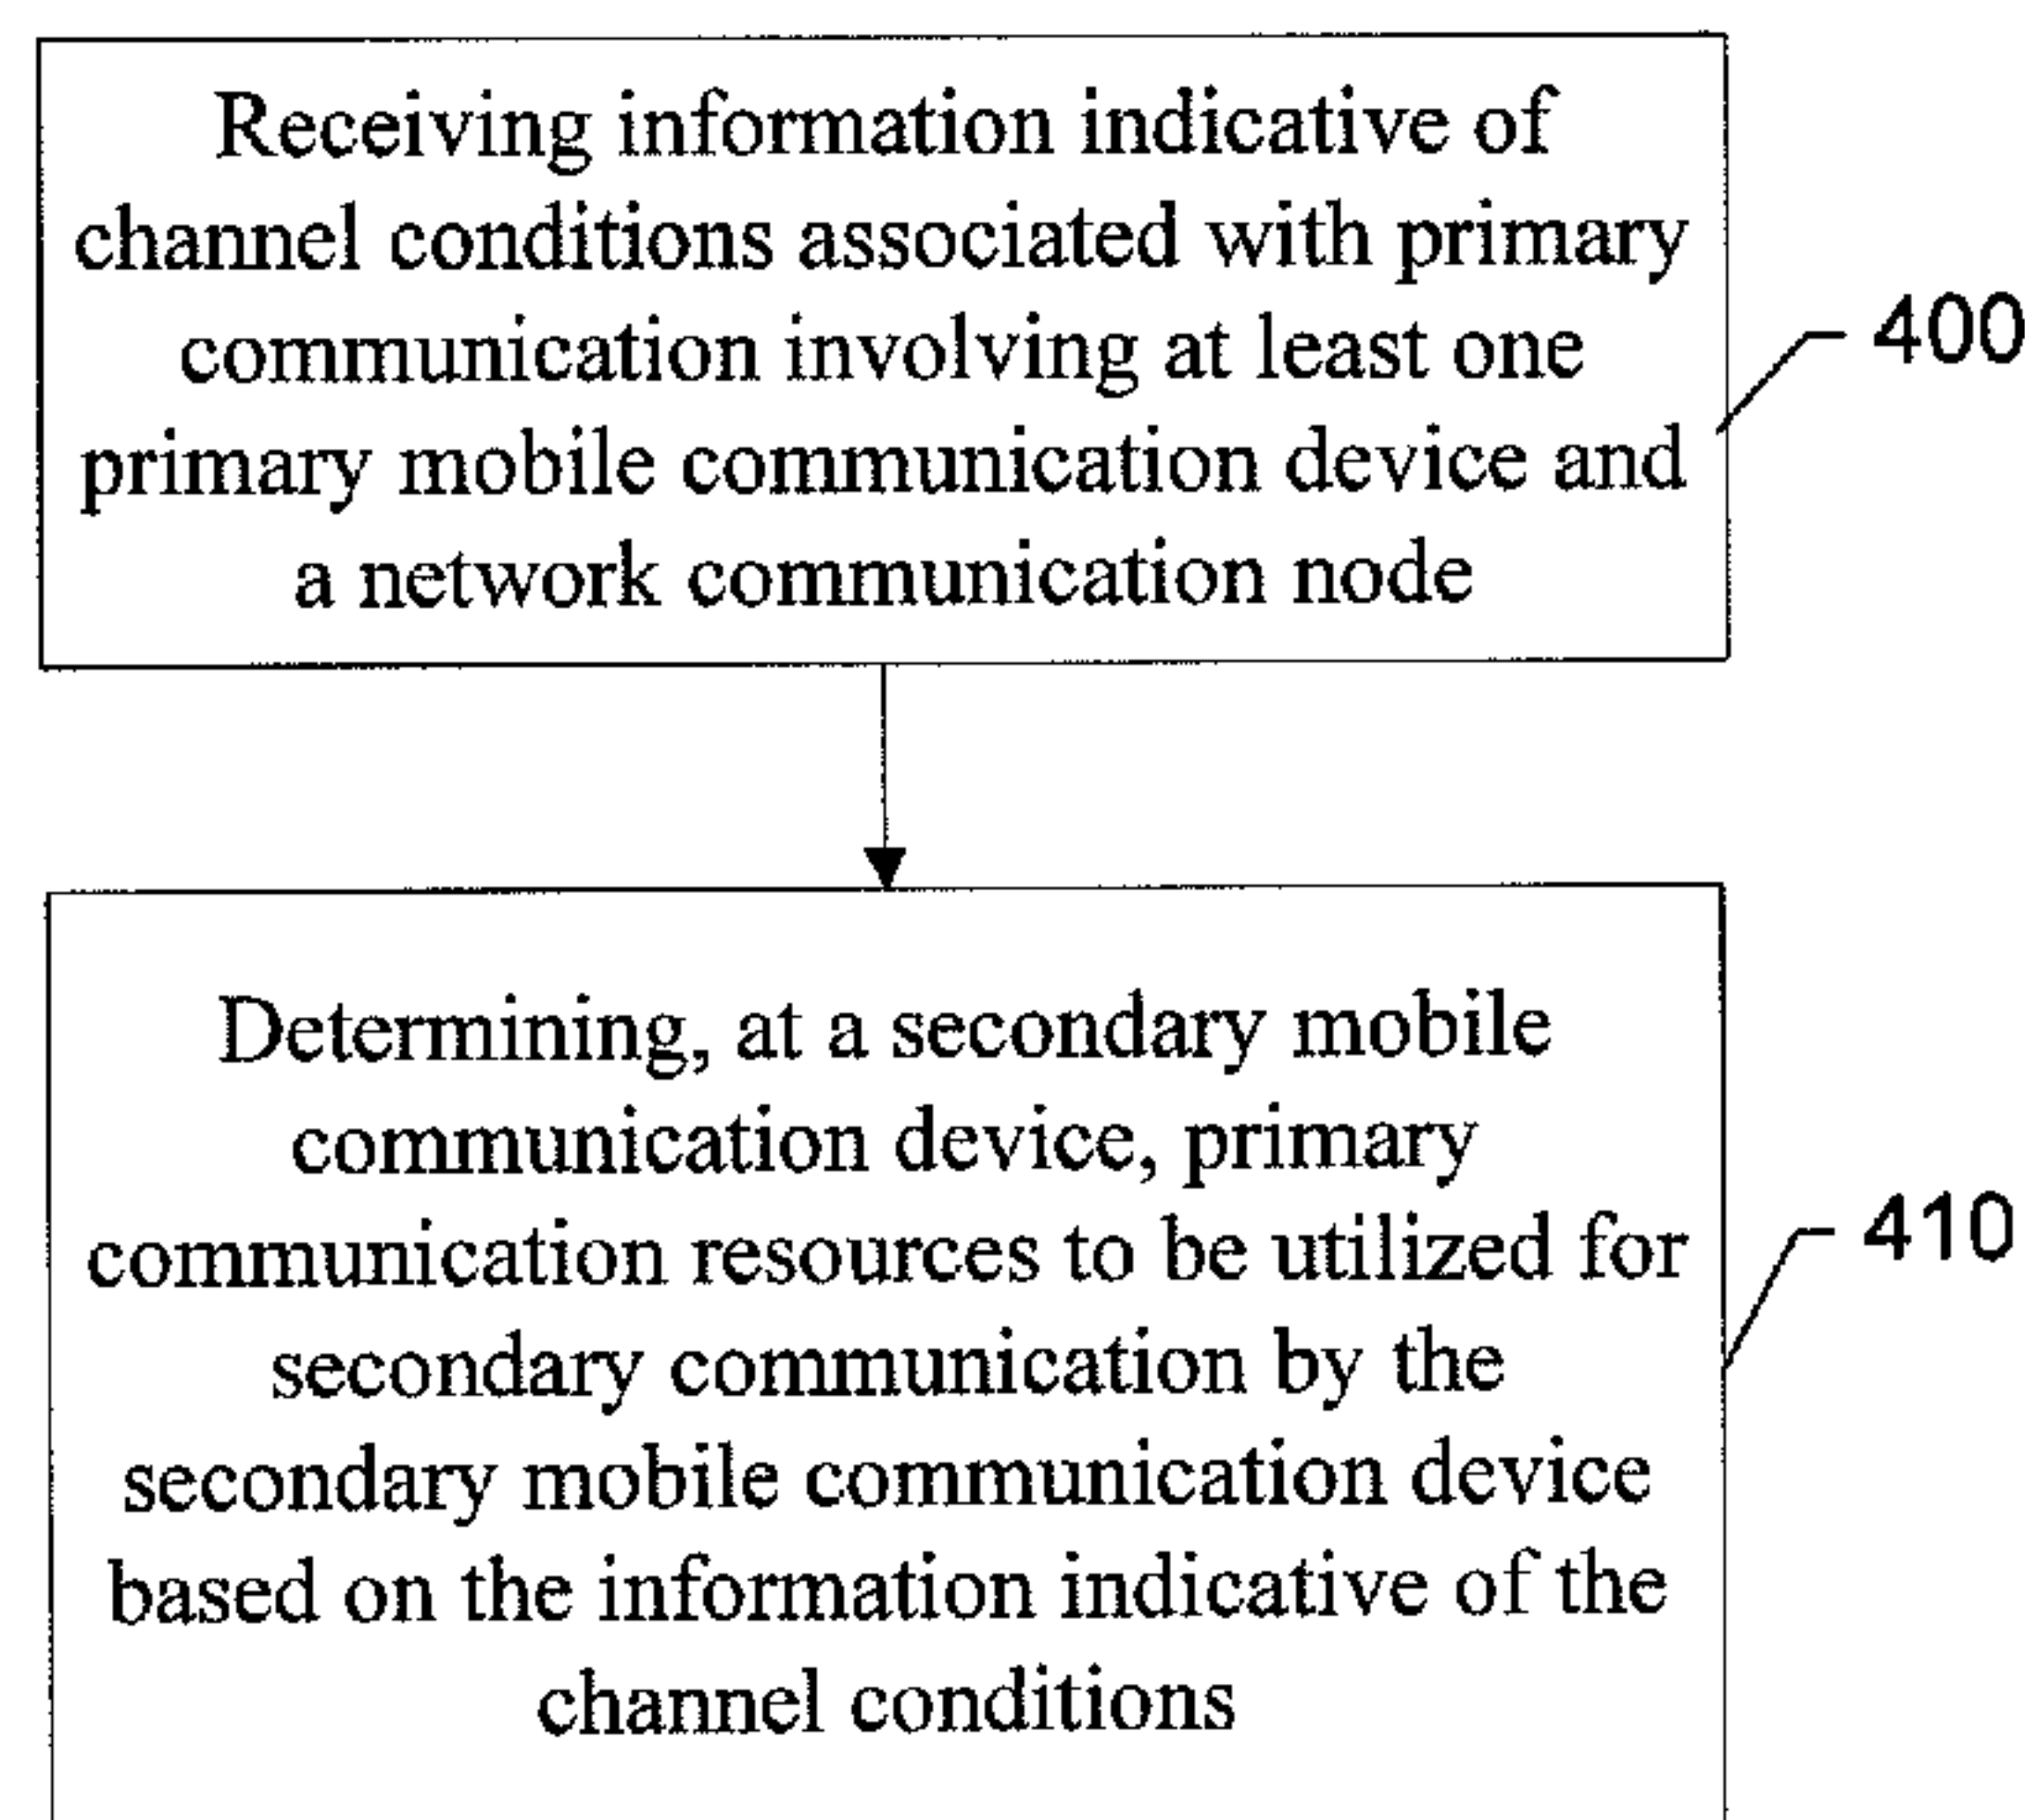 Receiving information indicative of
channel conditions associated with primary
communication involving at least one
primary mobile communication device and
a network communication node
400
Determining, at a secondary mobile
communication device, primary
communication resources to be utilized for
secondary communication by the
secondary mobile communication device
based on the information indicative of the
channel conditions
410